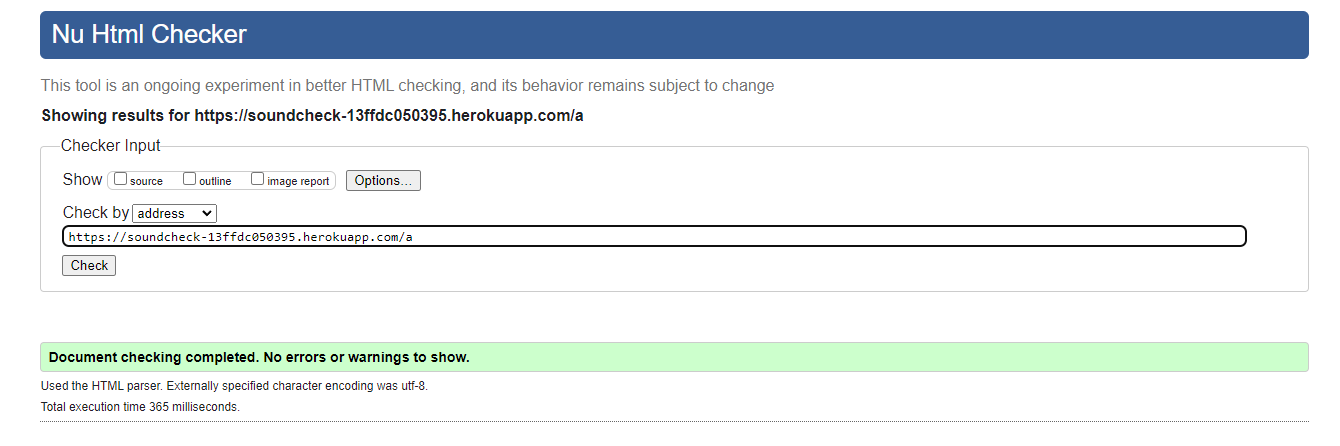 Nu Html Checker
This tool is an ongoing experiment in better HTML checking, and its behavior remains subject to change
Showing results for https://soundcheck-13ffdc050395.herokuapp.com/a
Checker Input
Show source outline image report Options...
Check by address
https://soundcheck-13ffdc050395.herokuapp.com/a
Check
Document checking completed. No errors or warnings to show.
Used the HTML parser. Externally specified character encoding was utf-8.
Total execution time 365 milliseconds.